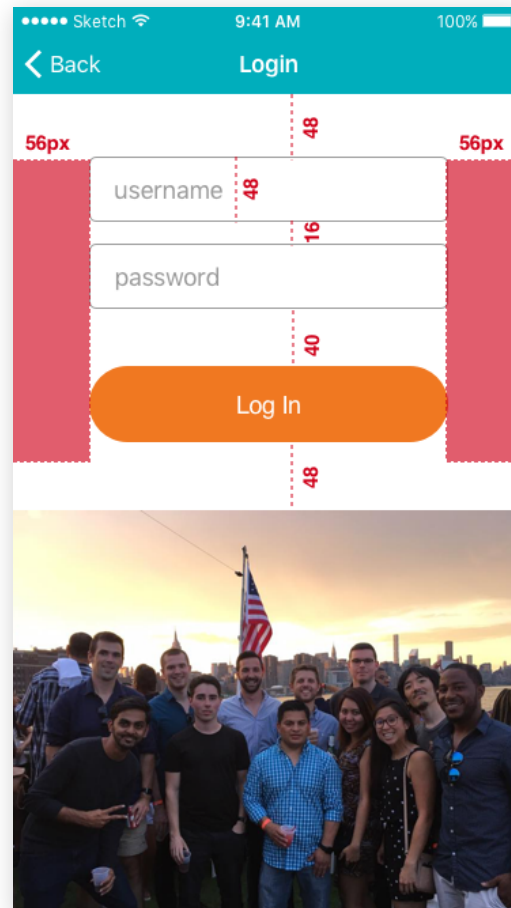 Sketch 9:41 AM 100%
Back Login
48
56px 56px
username 48
16
password
40
Log In
48